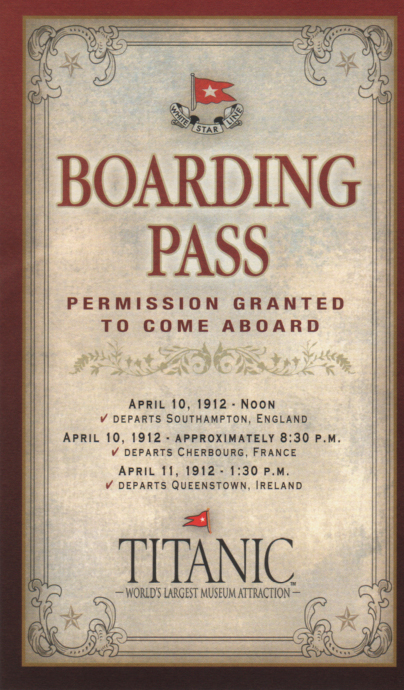 WHITE STAR LINE
BOARDING
PASS
PERMISSION GRANTED
TO COME ABOARD
APRIL 10, 1912 - NOON
✓ DEPARTS SOUTHAMPTON, ENGLAND
APRIL 10, 1912 - APPROXIMATELY 8:30 P.M.
✓ DEPARTS CHERBOURG, FRANCE
APRIL 11, 1912 - 1:30 P.M.
✓ DEPARTS QUEENSTOWN, IRELAND
TITANIC™
– WORLD'S LARGEST MUSEUM ATTRACTION –